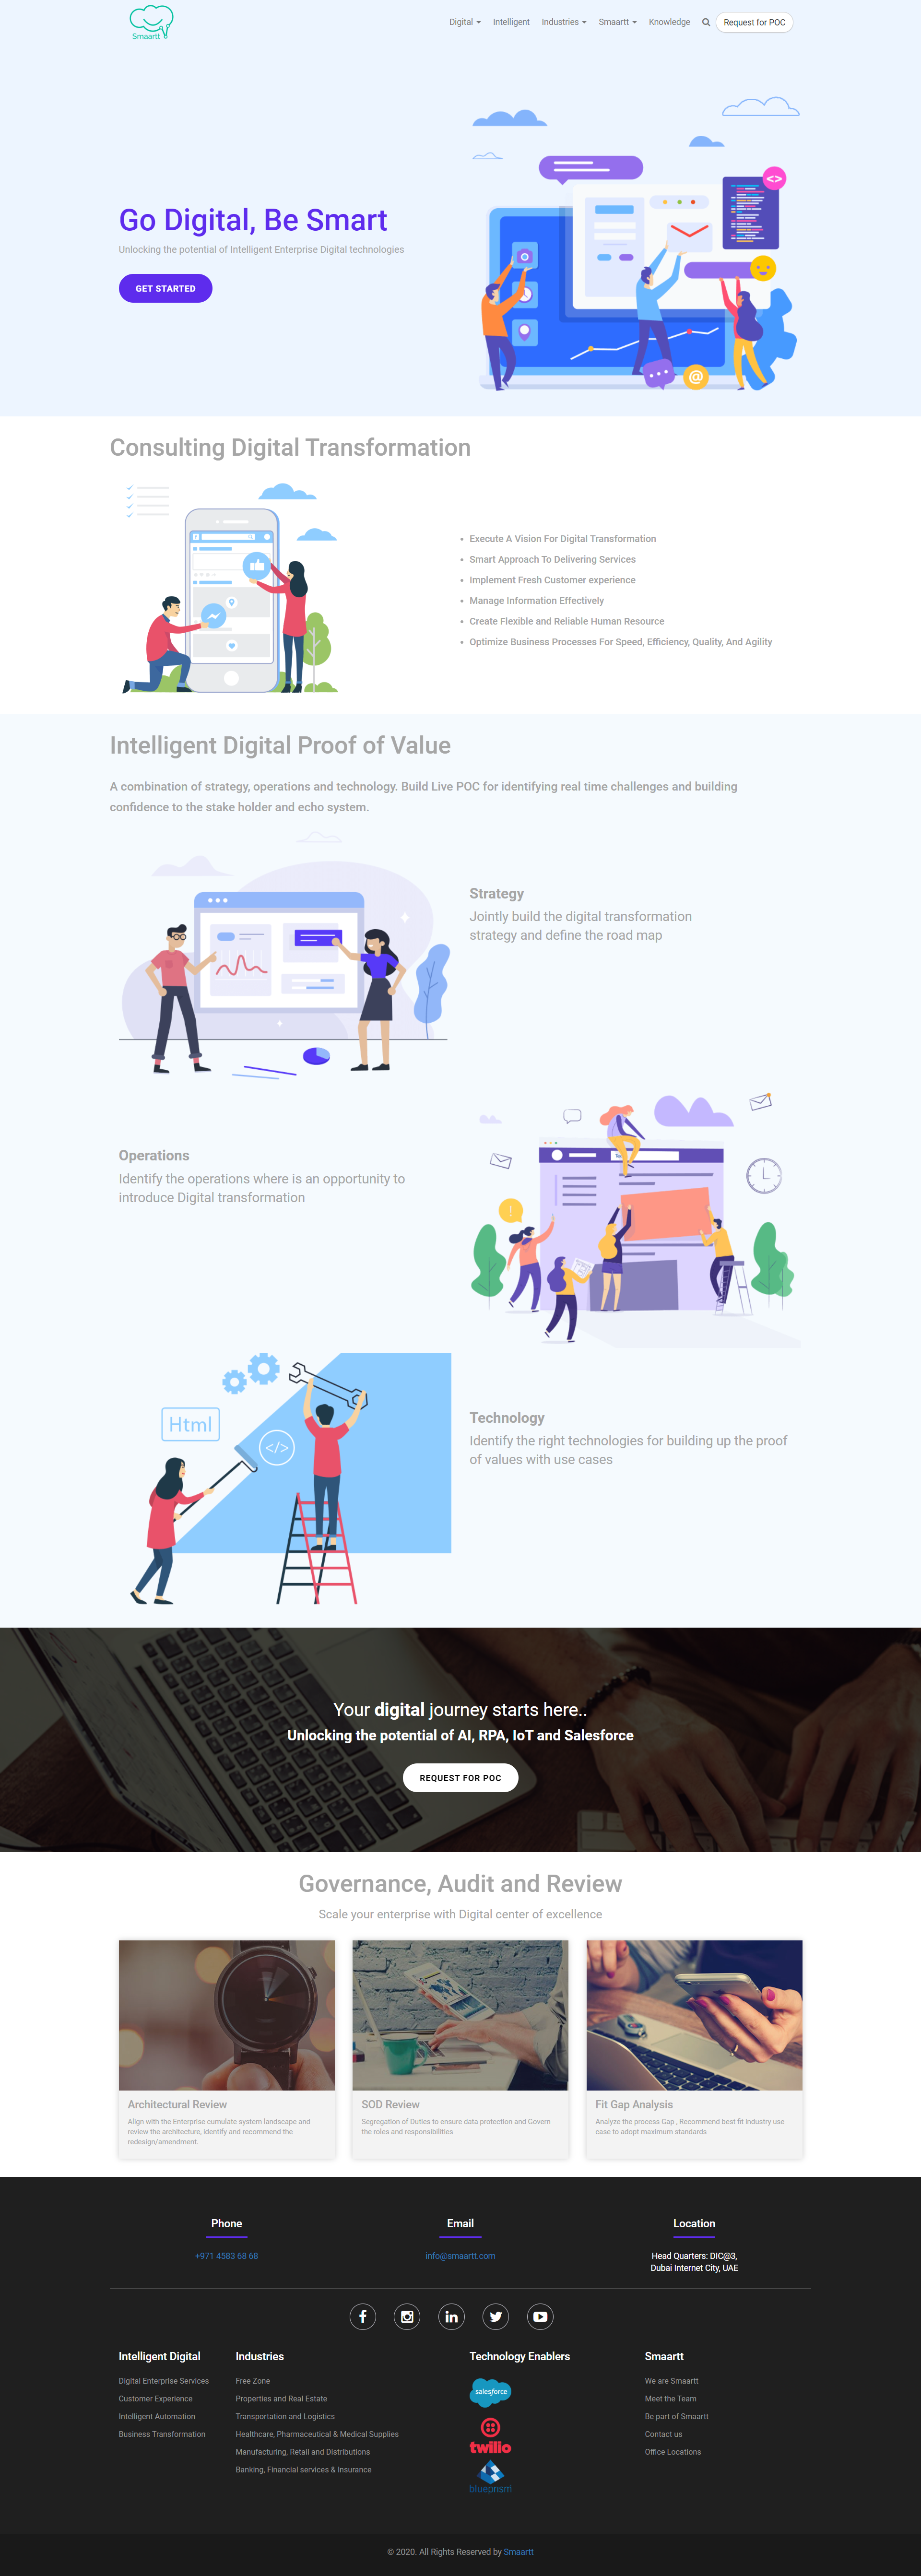 Smaartt
Digital
Intelligent
Industries
Smaartt
Knowledge
Request for POC
Go Digital, Be Smart
Unlocking the potential of Intelligent Enterprise Digital technologies
GET STARTED
Consulting Digital Transformation
Execute A Vision For Digital Transformation
Smart Approach To Delivering Services
Implement Fresh Customer experience
Manage Information Effectively
Create Flexible and Reliable Human Resource
Optimize Business Processes For Speed, Efficiency, Quality, And Agility
Intelligent Digital Proof of Value
A combination of strategy, operations and technology. Build Live POC for identifying real time challenges and building
confidence to the stake holder and echo system.
Strategy
Jointly build the digital transformation
strategy and define the road map
Operations
Identify the operations where is an opportunity to
introduce Digital transformation
Html
</>
Technology
Identify the right technologies for building up the proof
of values with use cases
Your digital journey starts here..
Unlocking the potential of AI, RPA, IoT and Salesforce
REQUEST FOR POC
Governance, Audit and Review
Scale your enterprise with Digital center of excellence
Architectural Review
Align with the Enterprise cumulate system landscape and
review the architecture, identify and recommend the
redesign/amendment.
SOD Review
Segregation of Duties to ensure data protection and Govern
the roles and responsibilities
Fit Gap Analysis
Analyze the process Gap , Recommend best fit industry use
case to adopt maximum standards
Phone
+971 4583 68 68
Email
info@smaartt.com
Location
Head Quarters: DIC@3,
Dubai Internet City, UAE
Intelligent Digital
Digital Enterprise Services
Customer Experience
Intelligent Automation
Business Transformation
Industries
Free Zone
Properties and Real Estate
Transportation and Logistics
Healthcare, Pharmaceutical & Medical Supplies
Manufacturing, Retail and Distributions
Banking, Financial services & Insurance
Technology Enablers
salesforce
twilio
blueprism
Smaartt
We are Smaartt
Meet the Team
Be part of Smaartt
Contact us
Office Locations
© 2020. All Rights Reserved by Smaartt